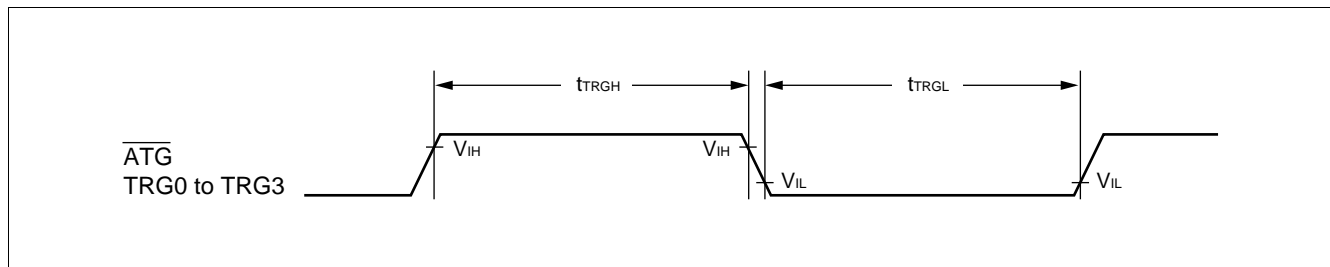 tTRGH tTRGL
ATG
TRG0 to TRG3
VIH VIH
VIL VIL